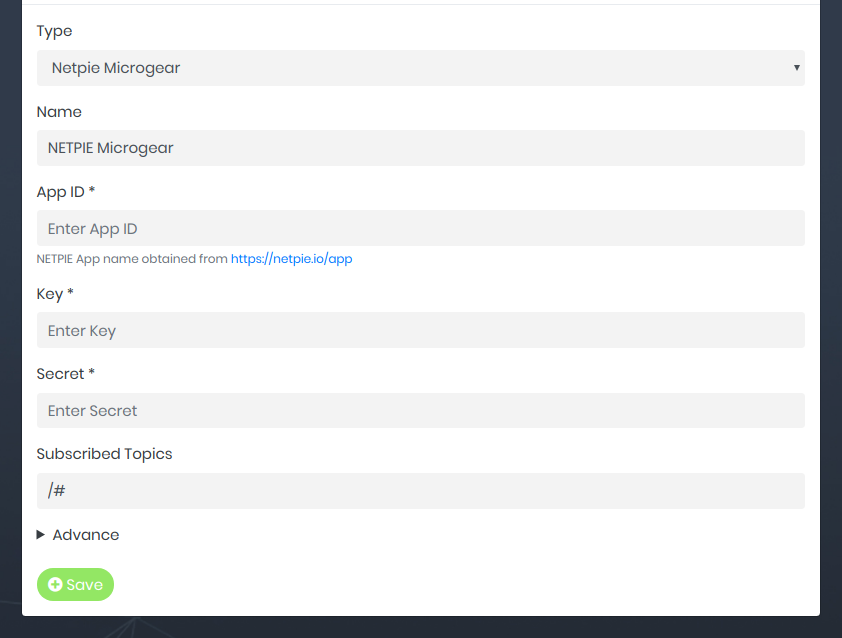 Type
Netpie Microgear
Name
NETPIE Microgear
App ID *
Enter App ID
NETPIE App name obtained from https://netpie.io/app
Key *
Enter Key
Secret *
Enter Secret
Subscribed Topics
/#
Advance
Save